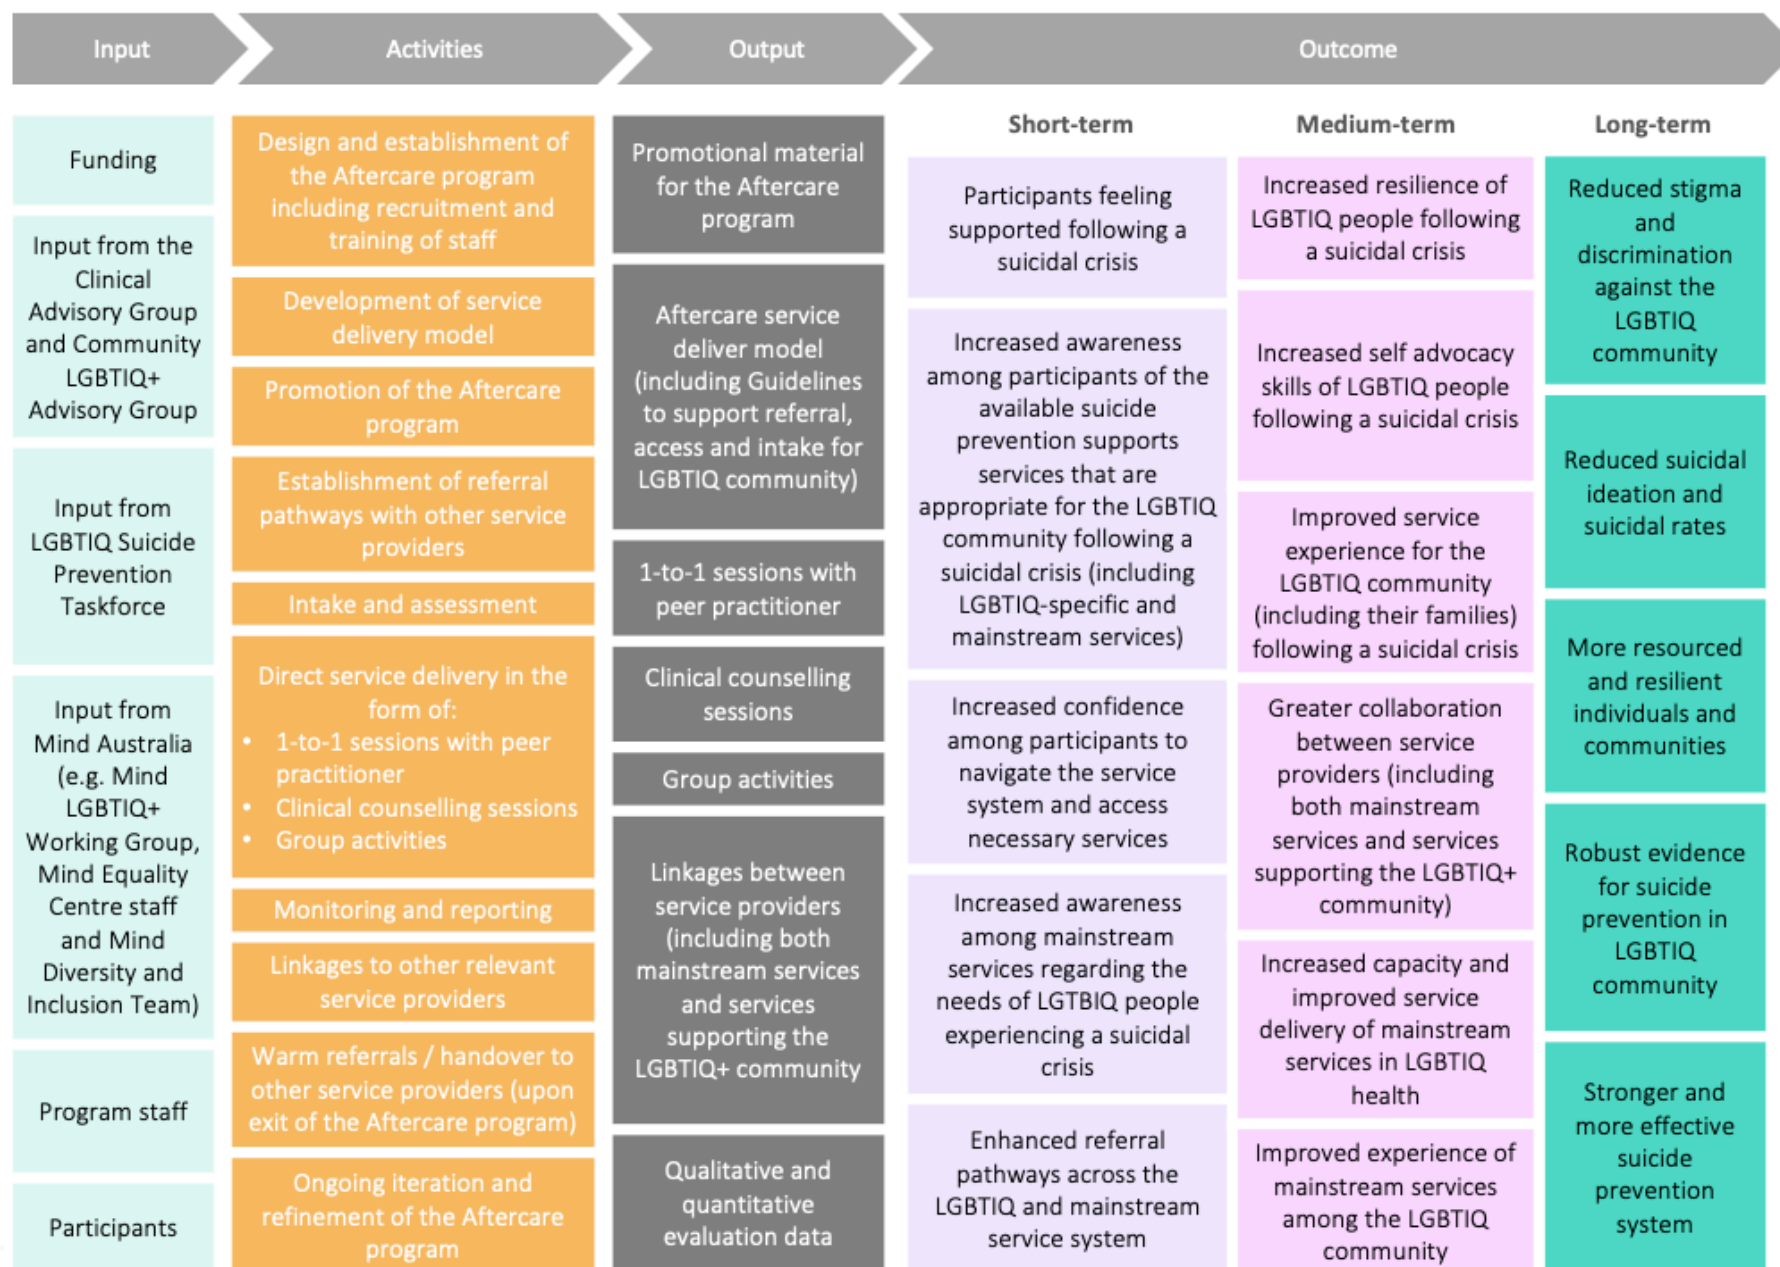 Input
Activities
Output
Outcome
Short-term
Medium-term
Long-term
Funding
Input from the
Clinical
Advisory Group
and Community
LGBTIQ+
Advisory Group
Input from
LGBTIQ Suicide
Prevention
Taskforce
Input from
Mind Australia
(e.g. Mind
LGBTIQ+
Working Group,
Mind Equality
Centre staff
and Mind
Diversity and
Inclusion Team)
Program staff
Participants
Design and establishment of
the Aftercare program
including recruitment and
training of staff
Development of service
delivery model
Promotion of the Aftercare
program
Establishment of referral
pathways with other service
providers
Intake and assessment
Direct service delivery in the
form of:
• 1-to-1 sessions with peer
practitioner
• Clinical counselling sessions
• Group activities
Monitoring and reporting
Linkages to other relevant
service providers
Warm referrals / handover to
other service providers (upon
exit of the Aftercare program)
Ongoing iteration and
refinement of the Aftercare
program
Promotional material
for the Aftercare
program
Aftercare service
deliver model
(including Guidelines
to support referral,
access and intake for
LGBTIQ community)
1-to-1 sessions with
peer practitioner
Clinical counselling
sessions
Group activities
Linkages between
service providers
(including both
mainstream services
and services
supporting the
LGBTIQ+ community
Qualitative and
quantitative
evaluation data
Participants feeling
supported following a
suicidal crisis
Increased awareness
among participants of the
available suicide
prevention supports
services that are
appropriate for the LGBTIQ
community following a
suicidal crisis (including
LGBTIQ-specific and
mainstream services)
Increased confidence
among participants to
navigate the service
system and access
necessary services
Increased awareness
among mainstream
services regarding the
needs of LGTBIQ people
experiencing a suicidal
crisis
Enhanced referral
pathways across the
LGBTIQ and mainstream
service system
Increased resilience of
LGBTIQ people following
a suicidal crisis
Increased self advocacy
skills of LGBTIQ people
following a suicidal crisis
Improved service
experience for the
LGBTIQ community
(including their families)
following a suicidal crisis
Greater collaboration
between service
providers (including
both mainstream
services and services
supporting the LGBTIQ+
community)
Increased capacity and
improved service
delivery of mainstream
services in LGBTIQ
health
Improved experience of
mainstream services
among the LGBTIQ
community
Reduced stigma
and
discrimination
against the
LGBTIQ
community
Reduced suicidal
ideation and
suicidal rates
More resourced
and resilient
individuals and
communities
Robust evidence
for suicide
prevention in
LGBTIQ
community
Stronger and
more effective
suicide
prevention
system